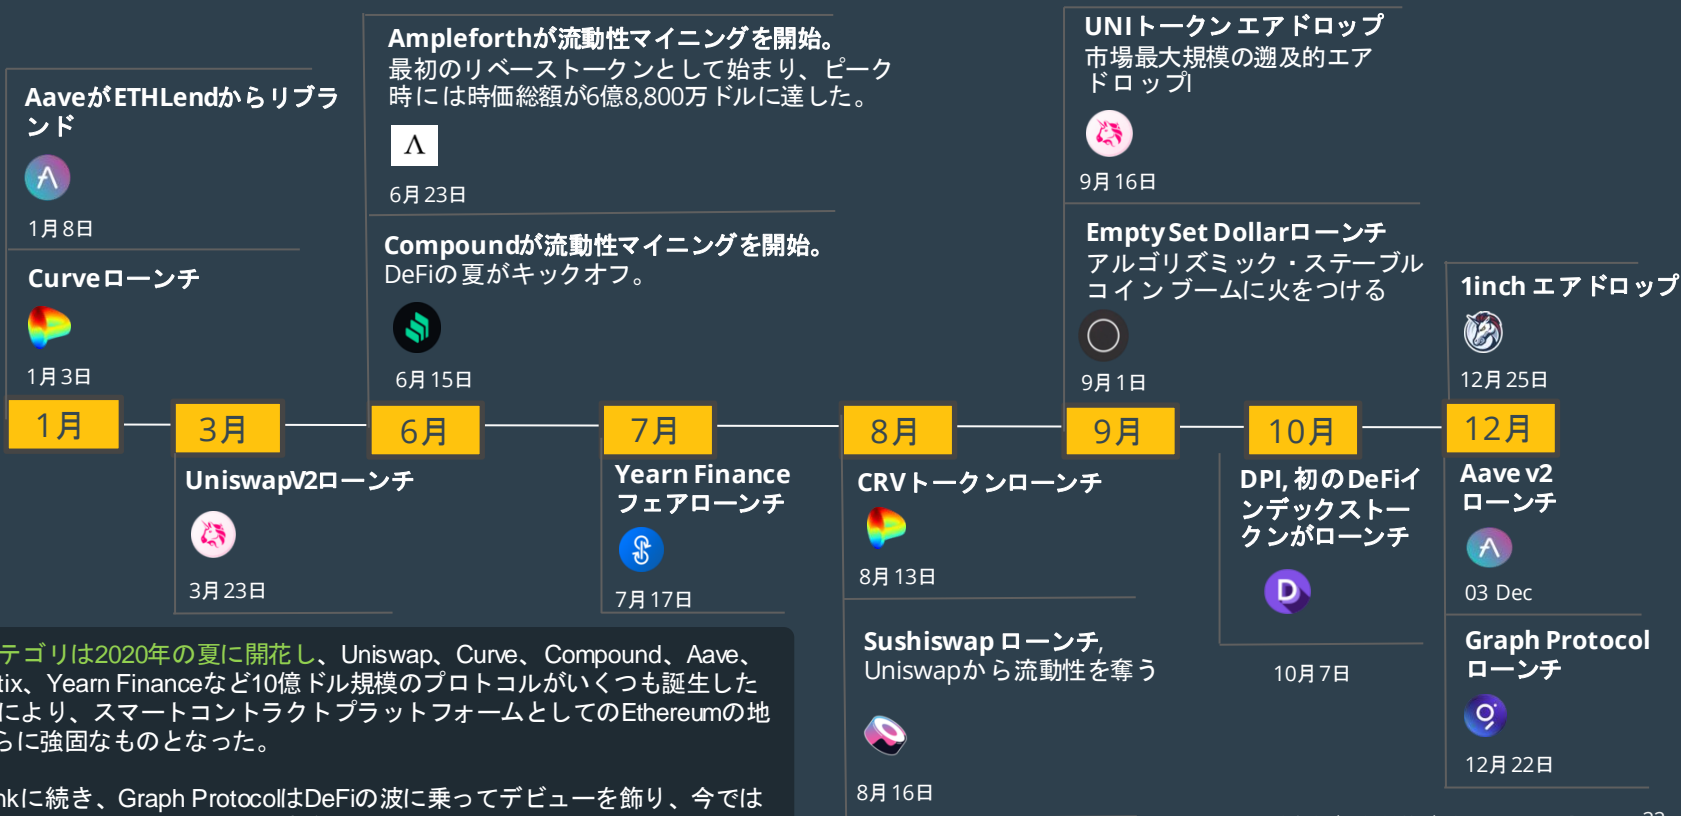 AaveがETHLendからリブラ
ンド
1月8日
Curveローンチ
1月3日
Ampleforthが流動性マイニングを開始。
最初のリベーストークンとして始まり、ピーク
時には時価総額が6億8,800万ドルに達した。
Λ
6月23日
Compoundが流動性マイニングを開始。
DeFiの夏がキックオフ。
6月15日
UNIトークン エアドロップ
市場最大規模の遡及的エア
ドロップl
9月16日
Empty Set Dollarローンチ
アルゴリズミック・ステーブル
コイン ブームに火をつける
9月1日
1inch エアドロップ
12月25日
1月
3月
6月
7月
8月
9月
10月
12月
UniswapV2ローンチ
3月23日
Yearn Finance
フェアローンチ
7月17日
CRVトークンローンチ
8月13日
Sushiswap ローンチ,
Uniswapから流動性を奪う
8月16日
DPI, 初のDeFiイ
ンデックストー
クンがローンチ
D
10月7日
Aave v2
ローンチ
03 Dec
Graph Protocol
ローンチ
12月22日
テゴリは2020年の夏に開花し、Uniswap、Curve、Compound、Aave、
tix、Yearn Financeなど10億ドル規模のプロトコルがいくつも誕生した
により、スマートコントラクトプラットフォームとしてのEthereumの地
らに強固なものとなった。
nkに続き、Graph ProtocolはDeFiの波に乗ってデビューを飾り、今では